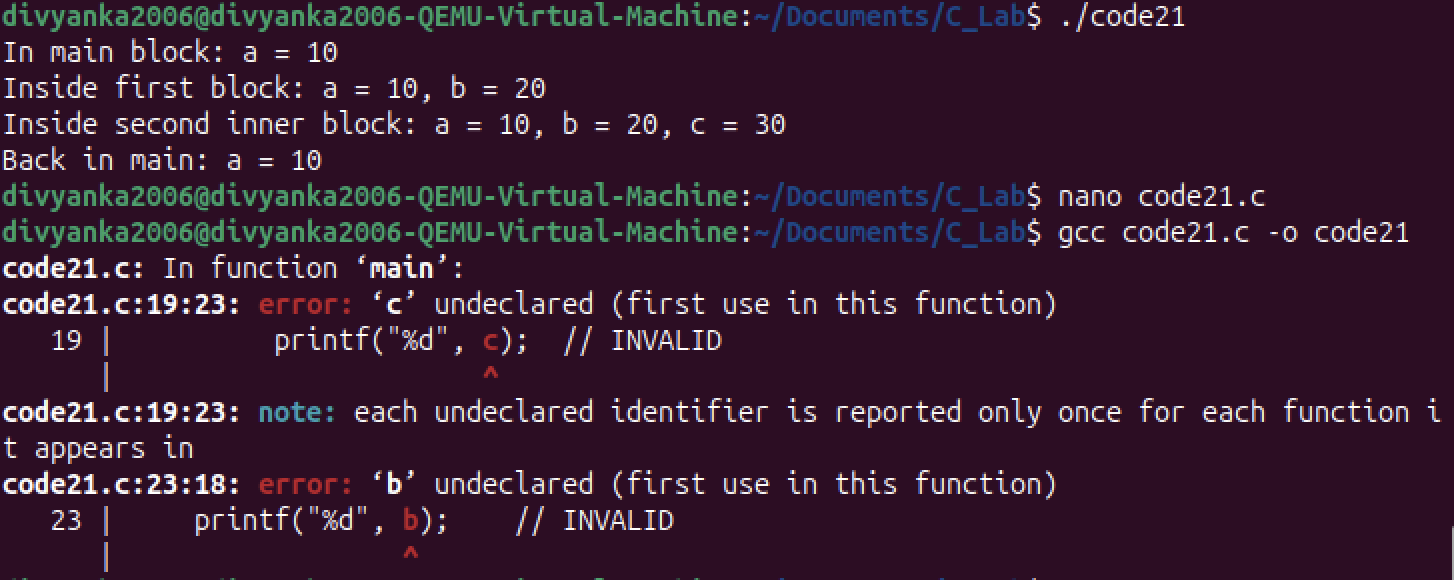 divyanka2006@divyanka2006-QEMU-Virtual-Machine:~/Documents/C_Lab$ ./code21
In main block: a = 10
Inside first block: a = 10, b = 20
Inside second inner block: a = 10, b = 20, c = 30
Back in main: a = 10
divyanka2006@divyanka2006-QEMU-Virtual-Machine:~/Documents/C_Lab$ nano code21.c
divyanka2006@divyanka2006-QEMU-Virtual-Machine:~/Documents/C_Lab$ gcc code21.c -o code21
code21.c: In function ‘main’:
code21.c:19:23: error: ‘c’ undeclared (first use in this function)
   19 |          printf("%d", c);  // INVALID
      |                       ^
code21.c:19:23: note: each undeclared identifier is reported only once for each function i
t appears in
code21.c:23:18: error: ‘b’ undeclared (first use in this function)
   23 |     printf("%d", b);    // INVALID
      |                  ^